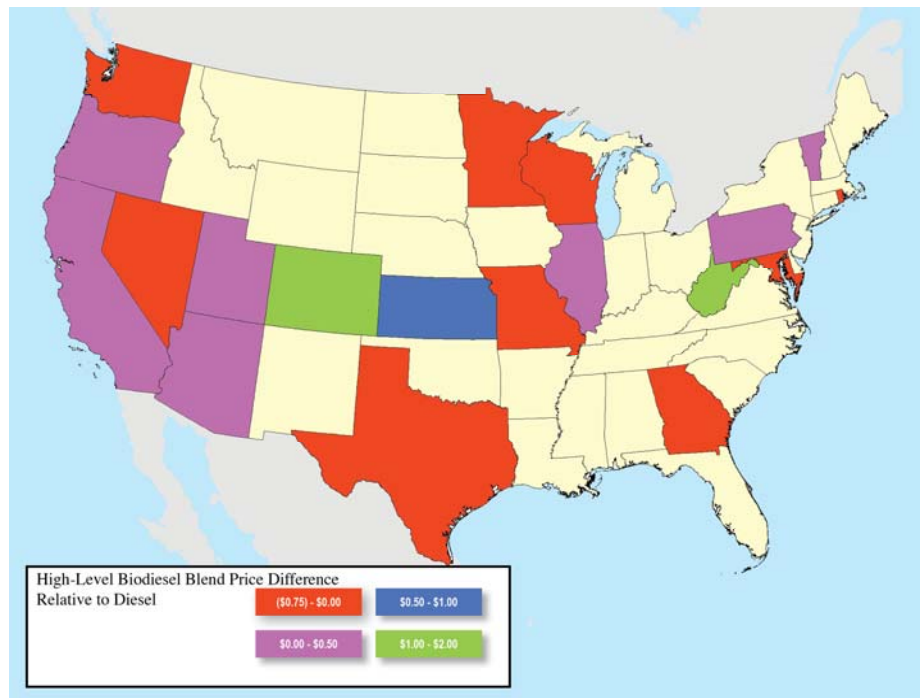 High-Level Biodiesel Blend Price Difference
Relative to Diesel
($0.75) - $0.00
$0.50 - $1.00
$0.00 - $0.50
$1.00 - $2.00